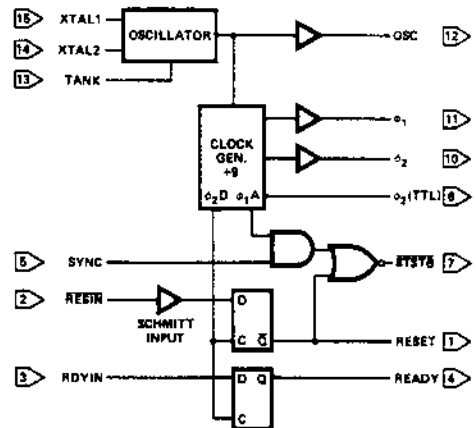 15 XTAL1 OSCILLATOR OSC 12
14 XTAL2
13 TANK
φ1 11
CLOCK
GEN.
÷9
φ2 10
φ2D φ1A φ2(TTL) 6
5 SYNC STSTB 7
2 RESIN D
SCHMITT
INPUT
C Q RESET 1
3 RDYIN D Q READY 4
C